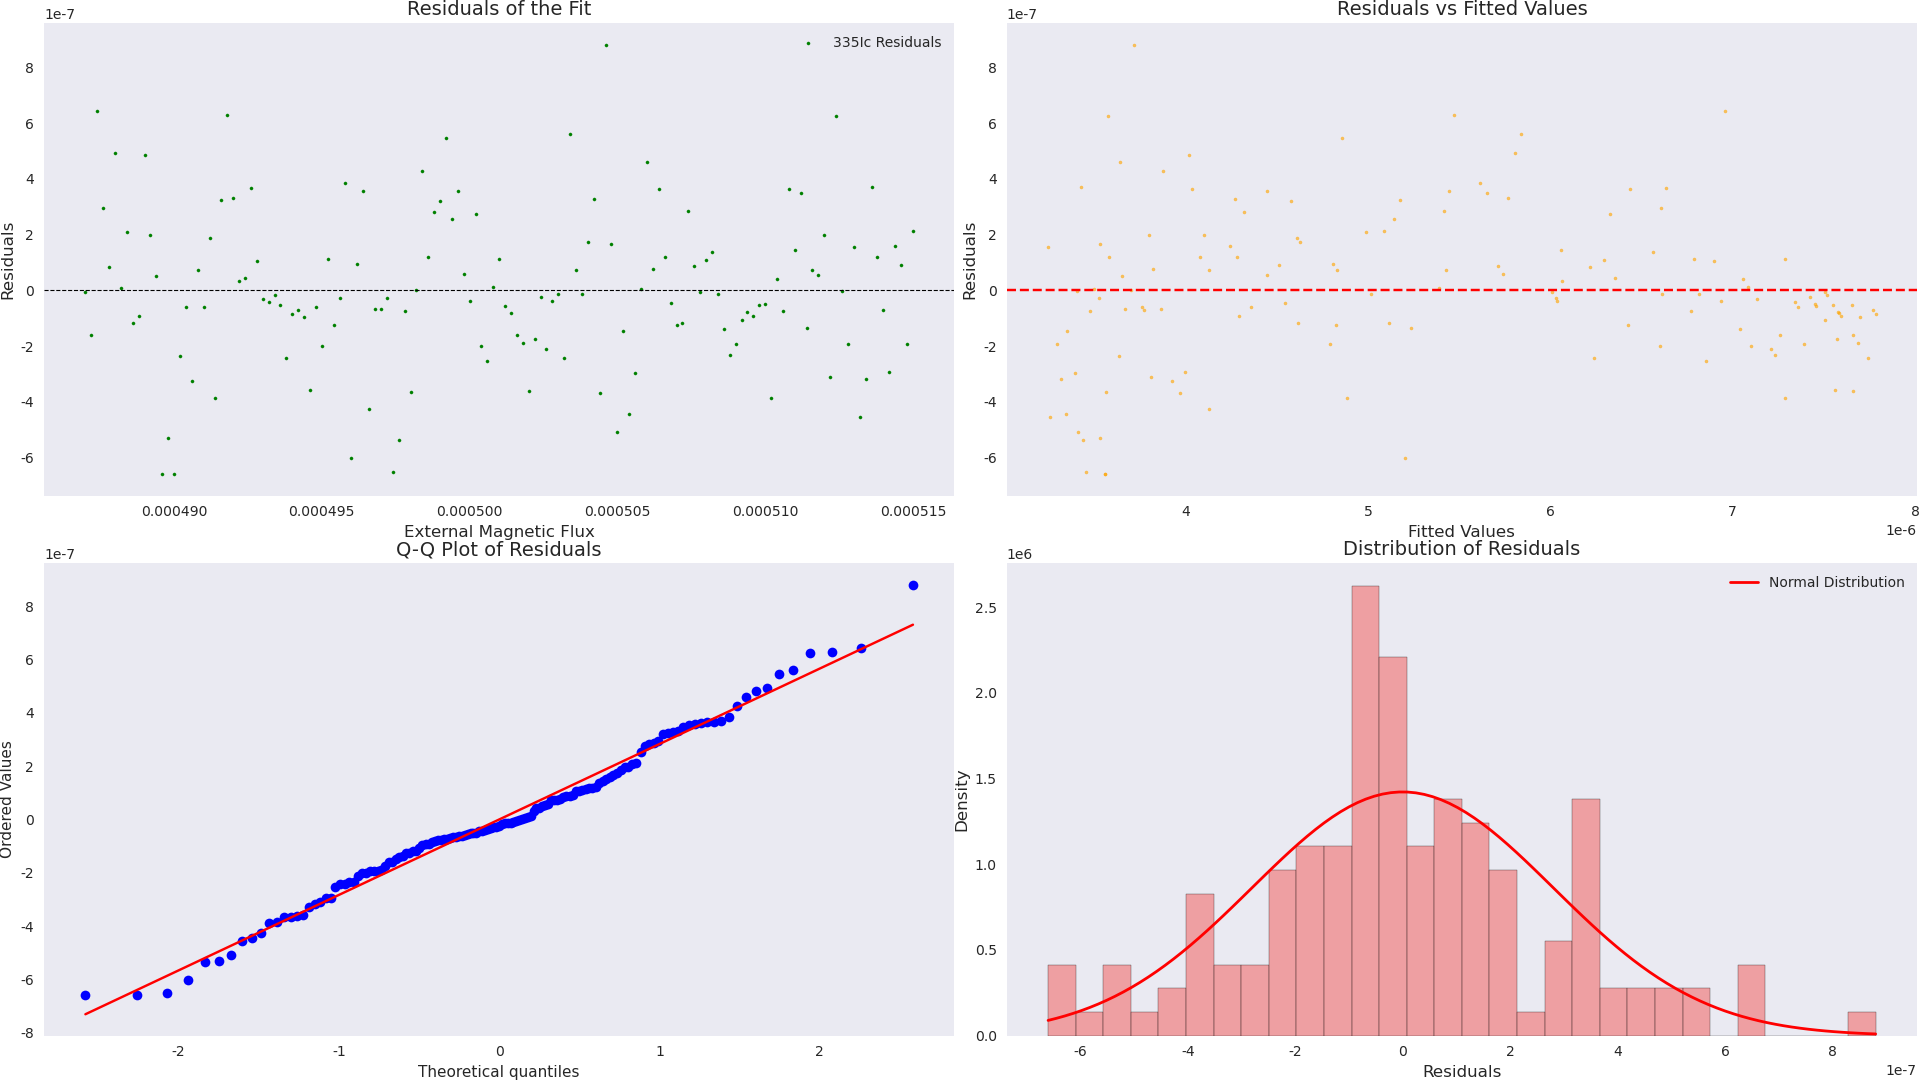 Residuals of the Fit
1e-7
335Ic Residuals
8
6
4
2
0
-2
-4
-6
Residuals
0.000490 0.000495 0.000500 0.000505 0.000510 0.000515
External Magnetic Flux
Residuals vs Fitted Values
1e-7
8
6
4
2
0
-2
-4
-6
Residuals
4 5 6 7 8
1e-6
Fitted Values
Q-Q Plot of Residuals
1e-7
8
6
4
2
0
-2
-4
-6
-8
Ordered Values
-2 -1 0 1 2
Theoretical quantiles
Distribution of Residuals
1e6
Normal Distribution
2.5
2.0
1.5
1.0
0.5
0.0
Density
-6 -4 -2 0 2 4 6 8
1e-7
Residuals